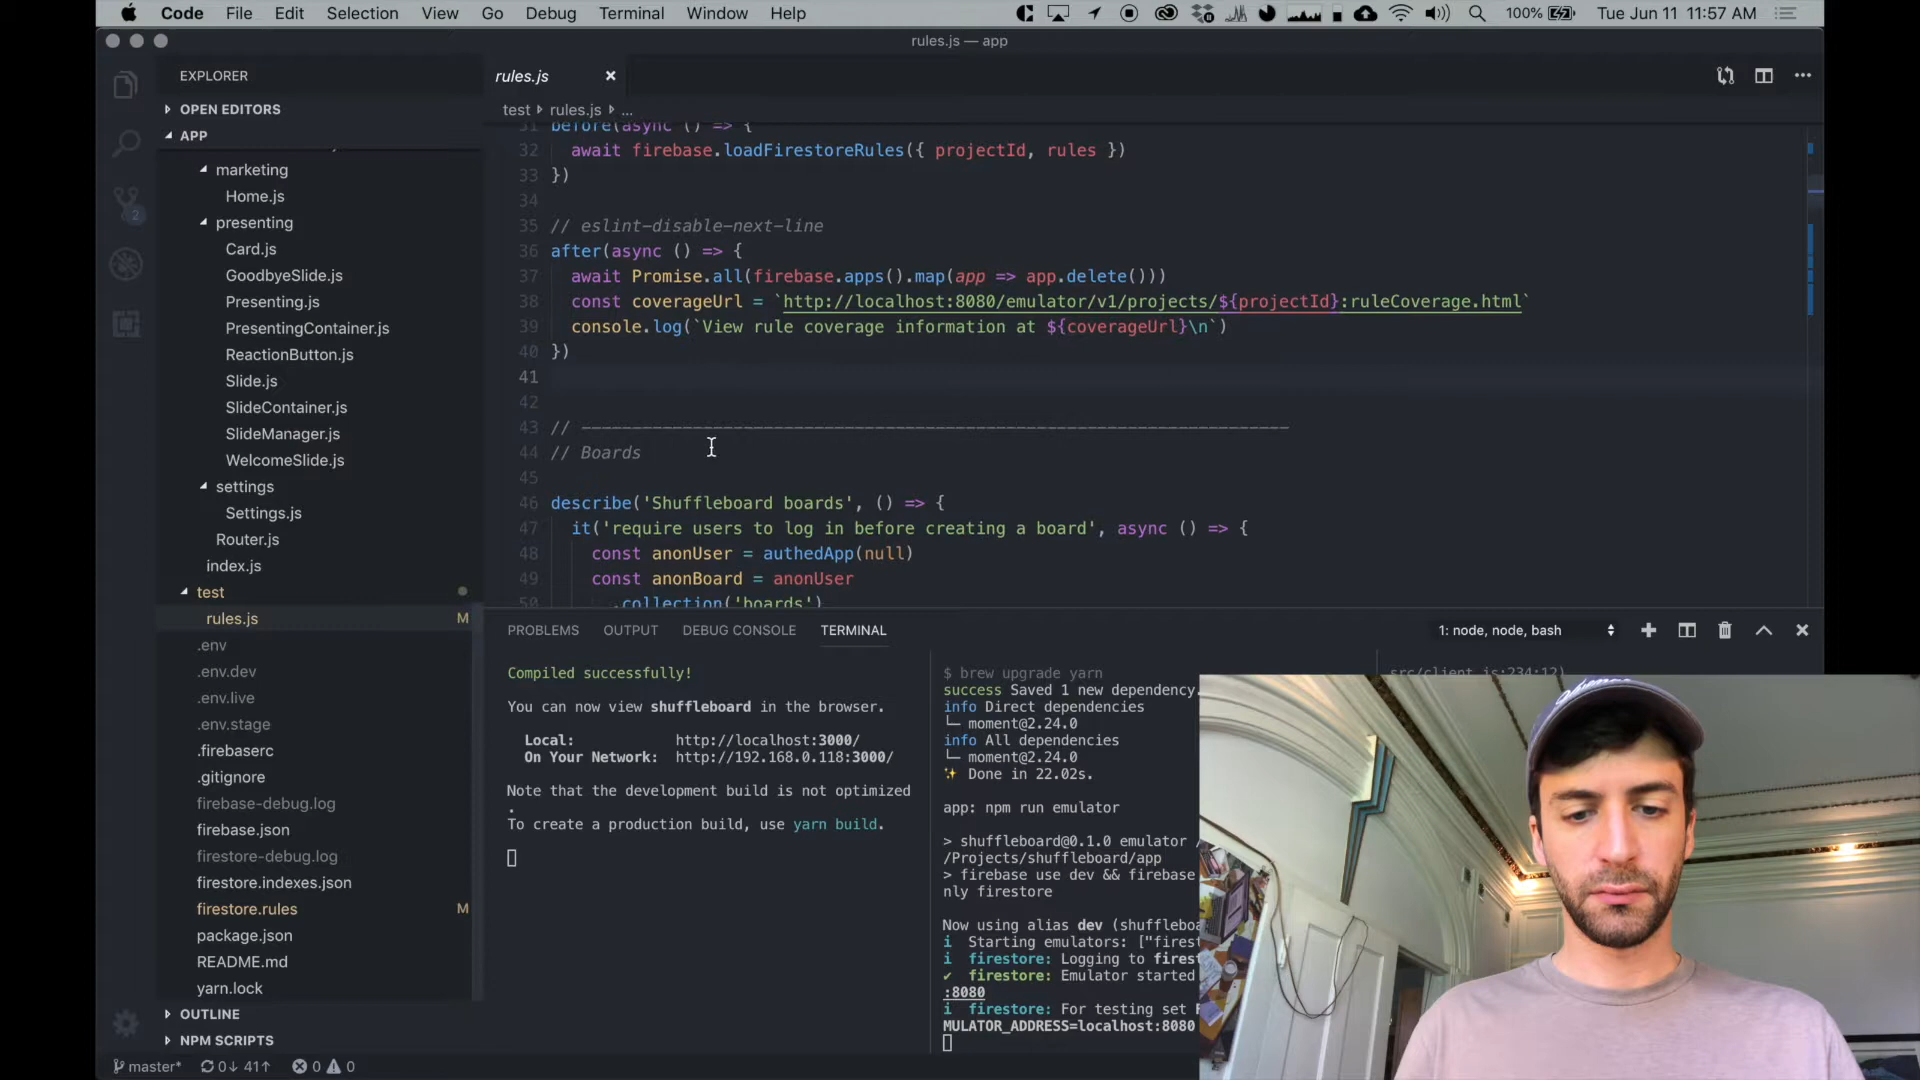 Code File Edit Selection View Go Debug Terminal Window Help
100% Tue Jun 11 11:57 AM
rules.js — app
EXPLORER
OPEN EDITORS
APP
marketing
Home.js
presenting
Card.js
GoodbyeSlide.js
Presenting.js
PresentingContainer.js
ReactionButton.js
Slide.js
SlideContainer.js
SlideManager.js
WelcomeSlide.js
settings
Settings.js
Router.js
index.js
test
rules.js M
.env
.env.dev
.env.live
.env.stage
.firebaserc
.gitignore
firebase-debug.log
firebase.json
firestore-debug.log
firestore.indexes.json
firestore.rules M
package.json
README.md
yarn.lock
OUTLINE
NPM SCRIPTS
2
rules.js
test rules.js ...
31 before(async () => {
32 await firebase.loadFirestoreRules({ projectId, rules })
33 })
34
35 // eslint-disable-next-line
36 after(async () => {
37 await Promise.all(firebase.apps().map(app => app.delete()))
38 const coverageUrl = `http://localhost:8080/emulator/v1/projects/${projectId}:ruleCoverage.html`
39 console.log(`View rule coverage information at ${coverageUrl}\n`)
40 })
41
42
43 // ----------------------------------------------------------------------
44 // Boards
45
46 describe('Shuffleboard boards', () => {
47 it('require users to log in before creating a board', async () => {
48 const anonUser = authedApp(null)
49 const anonBoard = anonUser
50 .collection('boards')
PROBLEMS OUTPUT DEBUG CONSOLE TERMINAL
1: node, node, bash
Compiled successfully!
You can now view shuffleboard in the browser.
Local: http://localhost:3000/
On Your Network: http://192.168.0.118:3000/
Note that the development build is not optimized
.
To create a production build, use yarn build.
$ brew upgrade yarn
success Saved 1 new dependency.
info Direct dependencies
└─ moment@2.24.0
info All dependencies
└─ moment@2.24.0
✨ Done in 22.02s.
app: npm run emulator
> shuffleboard@0.1.0 emulator
/Projects/shuffleboard/app
> firebase use dev && firebase
nly firestore
Now using alias dev (shufflebo
i Starting emulators: ["firest
i firestore: Logging to firest
✔ firestore: Emulator started
:8080
i firestore: For testing set
MULATOR_ADDRESS=localhost:8080
src/client.js:234:12)
master* 0↓ 41↑ 0 0